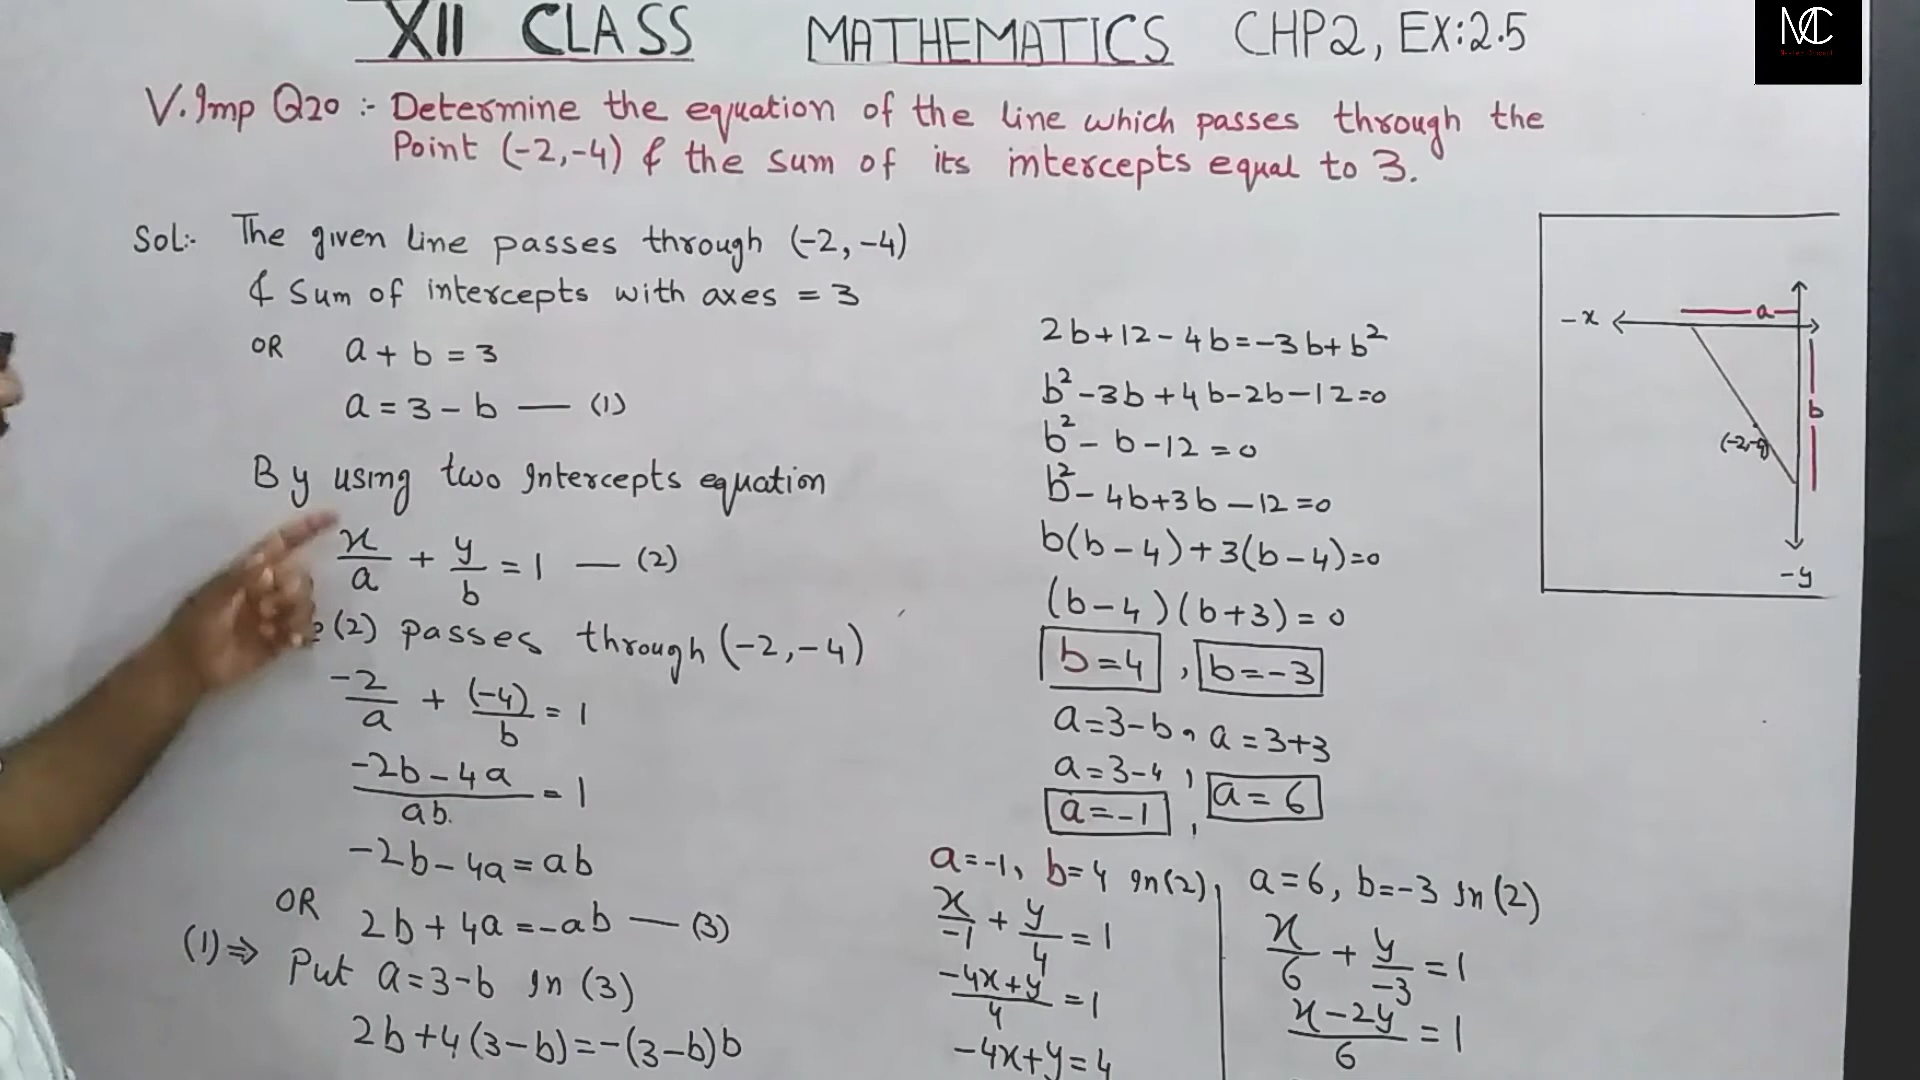 XII CLASS MATHEMATICS CHP2, EX:2.5
MC
V.Imp Q20 :- Determine the equation of the line which passes through the
Point (-2,-4) & the sum of its intercepts equal to 3.
Sol:- The given line passes through (-2,-4)
& Sum of intercepts with axes = 3
OR a + b = 3
a = 3 - b — (1)
By using two Intercepts equation
x/a + y/b = 1 — (2)
(2) passes through (-2,-4)
-2/a + (-4)/b = 1
(-2b - 4a)/ab. = 1
-2b - 4a = ab
OR 2b + 4a = -ab — (3)
(1)⇒ Put a = 3-b In (3)
2b+4(3-b) = -(3-b)b
2b+12-4b=-3b+b²
b²-3b+4b-2b-12=0
b²-b-12=0
b²-4b+3b-12=0
b(b-4)+3(b-4)=0
(b-4)(b+3)=0
b=4, b=-3
a=3-b, a=3+3
a=3-4, a=6
a=-1,
a=-1, b=4 In(2), a=6, b=-3 In(2)
x/-1 + y/4 = 1
(-4x+y)/4 = 1
-4x+y=4
x/6 + y/-3 = 1
(x-2y)/6 = 1
-x
a
b
-y